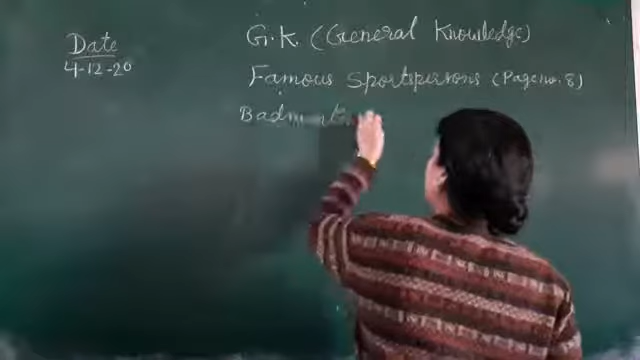 G.K. (General Knowledge)
Date
4-12-20
Famous Sportspersons (Page no. 8)